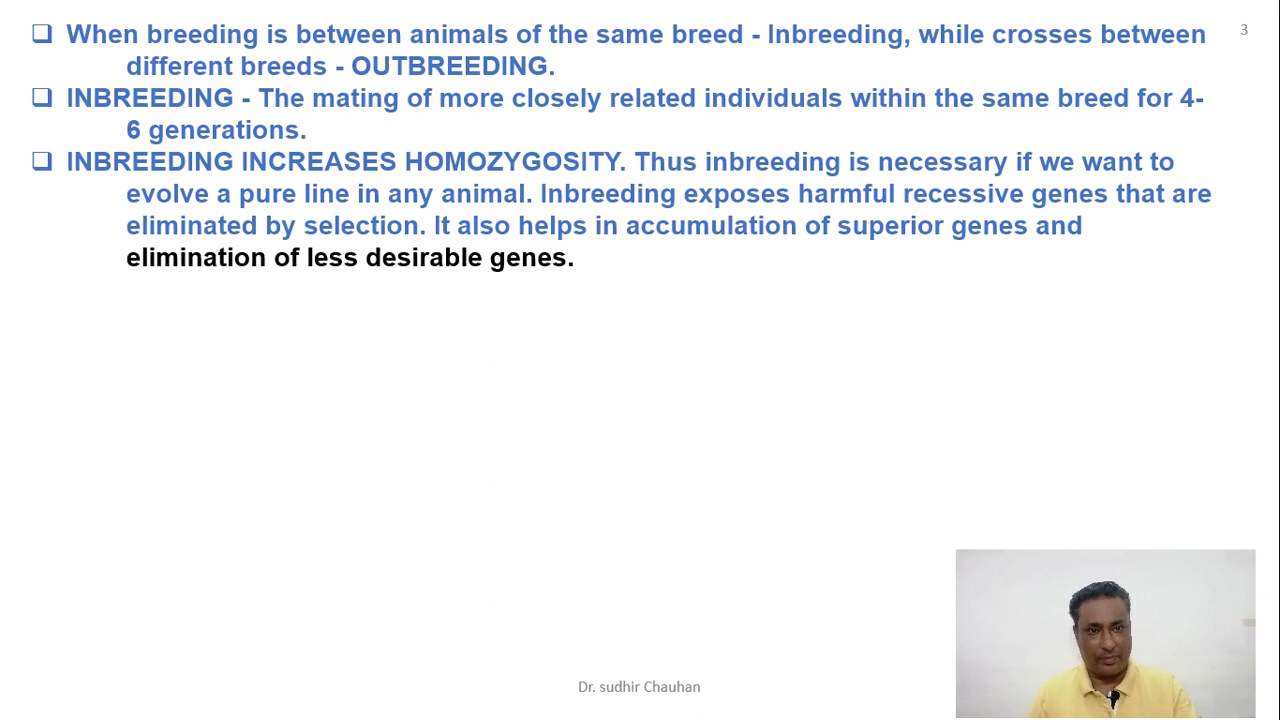 ❑ When breeding is between animals of the same breed - Inbreeding, while crosses between
different breeds - OUTBREEDING.
❑ INBREEDING - The mating of more closely related individuals within the same breed for 4-
6 generations.
❑ INBREEDING INCREASES HOMOZYGOSITY. Thus inbreeding is necessary if we want to
evolve a pure line in any animal. Inbreeding exposes harmful recessive genes that are
eliminated by selection. It also helps in accumulation of superior genes and
elimination of less desirable genes.
3
Dr. sudhir Chauhan